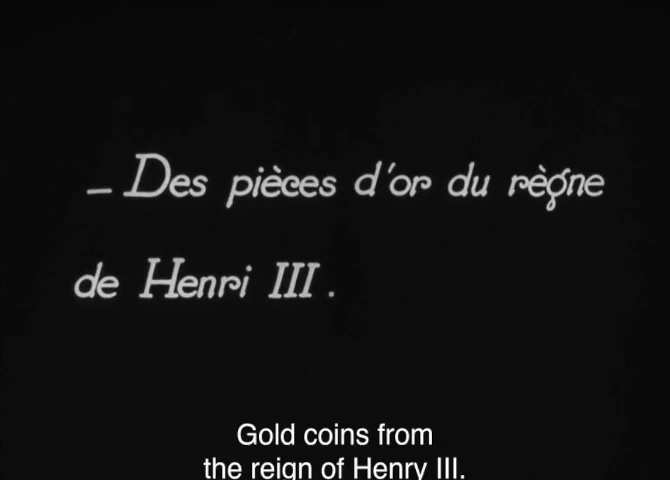 – Des pièces d'or du règne
de Henri III.
Gold coins from
the reign of Henry III.